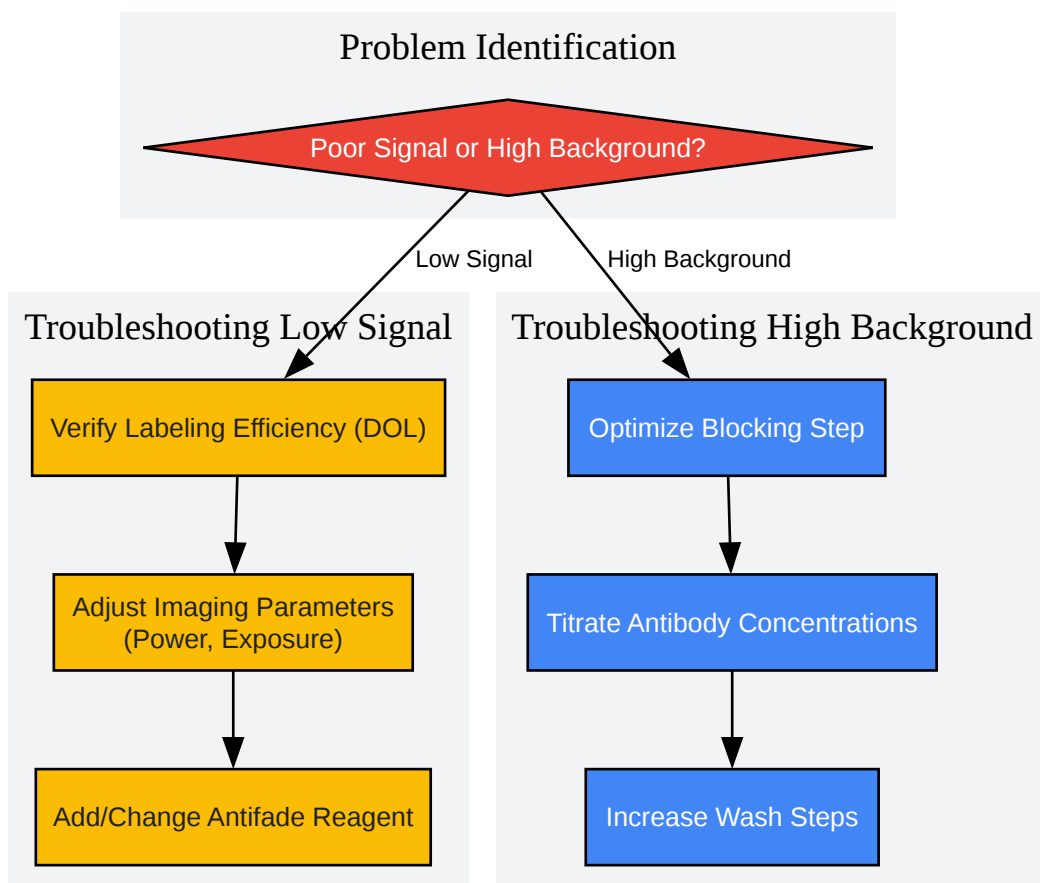 Problem Identification
Poor Signal or High Background?
Low Signal
High Background
Troubleshooting Low Signal
Verify Labeling Efficiency (DOL)
Adjust Imaging Parameters
(Power, Exposure)
Add/Change Antifade Reagent
Troubleshooting High Background
Optimize Blocking Step
Titrate Antibody Concentrations
Increase Wash Steps